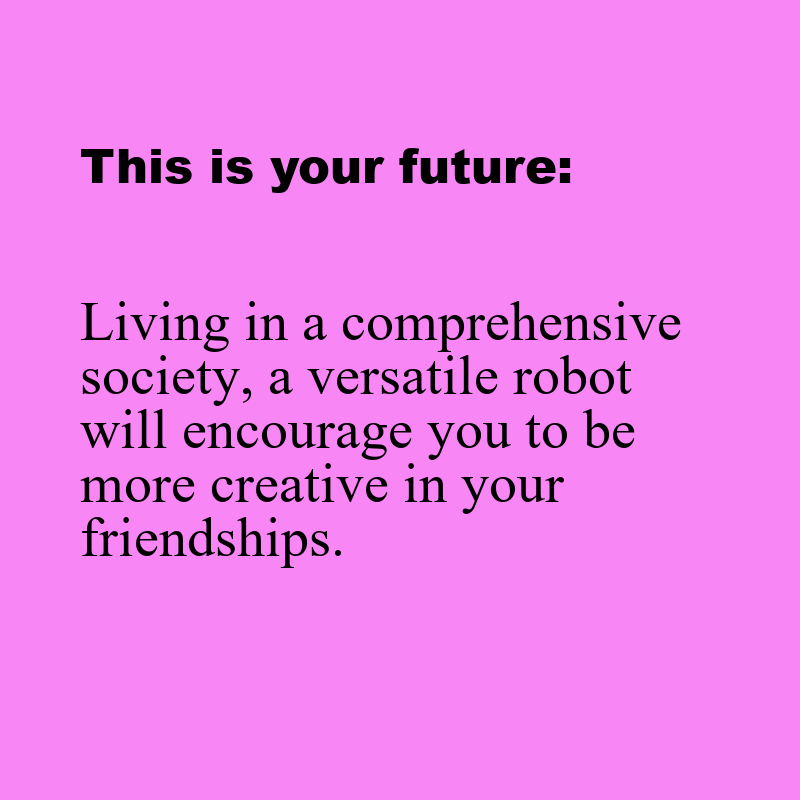 This is your future:
Living in a comprehensive
society, a versatile robot
will encourage you to be
more creative in your
friendships.